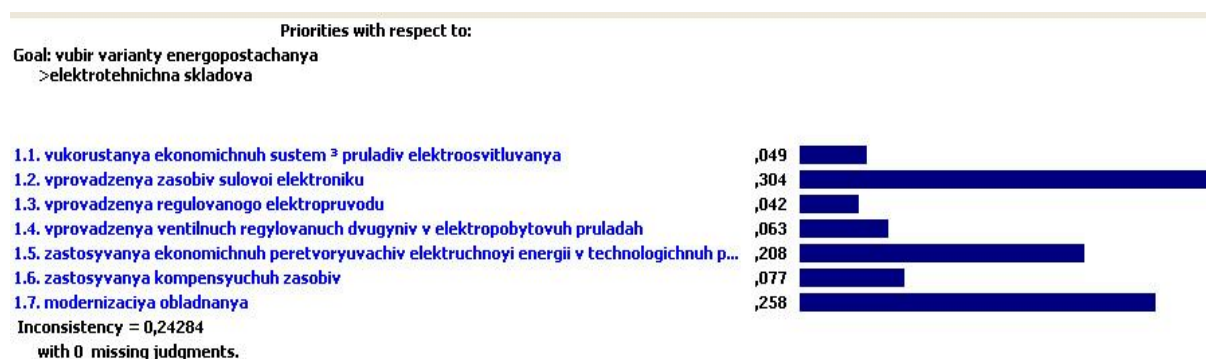 Priorities with respect to:
Goal: vubir varianty energopostachanya
>elektrotehnichna skladova
1.1. vukorustanya ekonomichnuh sustem ³ pruladiv elektroosvitluvanya ,049
1.2. vprovadzenya zasobiv sulovoi elektroniku ,304
1.3. vprovadzenya regulovanogo elektropruvodu ,042
1.4. vprovadzenya ventilnuch regylovanuch dvugyniv v elektropobytovuh pruladah ,063
1.5. zastosyvanya ekonomichnuh peretvoryuvachiv elektruchnoyi energii v technologichnuh p... ,208
1.6. zastosyvanya kompensyuchuh zasobiv ,077
1.7. modernizaciya obladnanya ,258
Inconsistency = 0,24284
with 0 missing judgments.